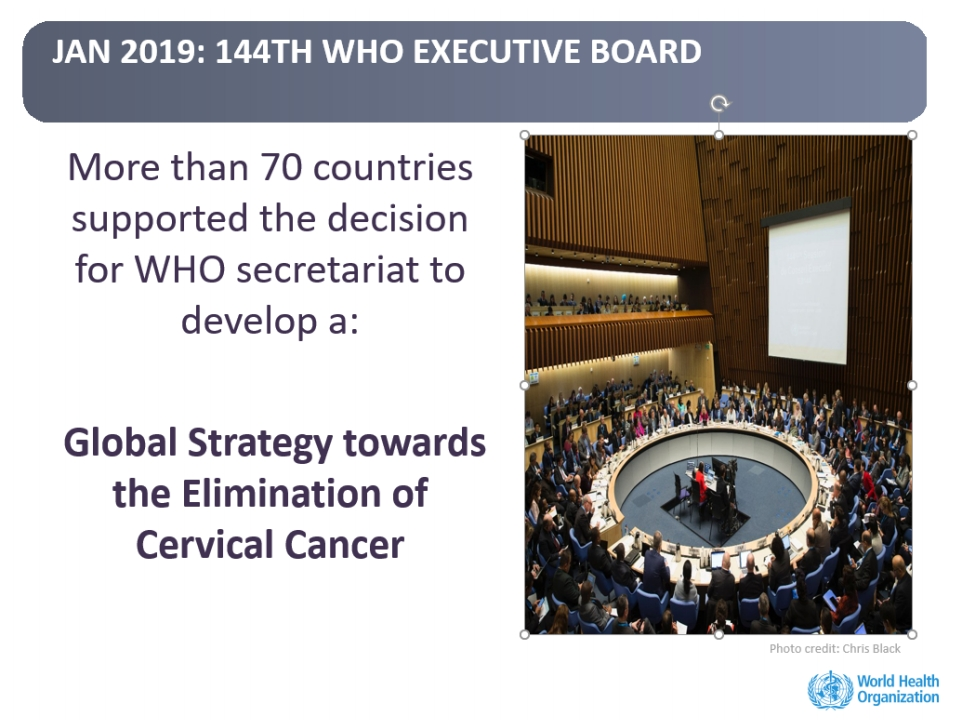 JAN 2019: 144TH WHO EXECUTIVE BOARD
More than 70 countries
supported the decision
for WHO secretariat to
develop a:
Global Strategy towards
the Elimination of
Cervical Cancer
Photo credit: Chris Black
World Health
Organization